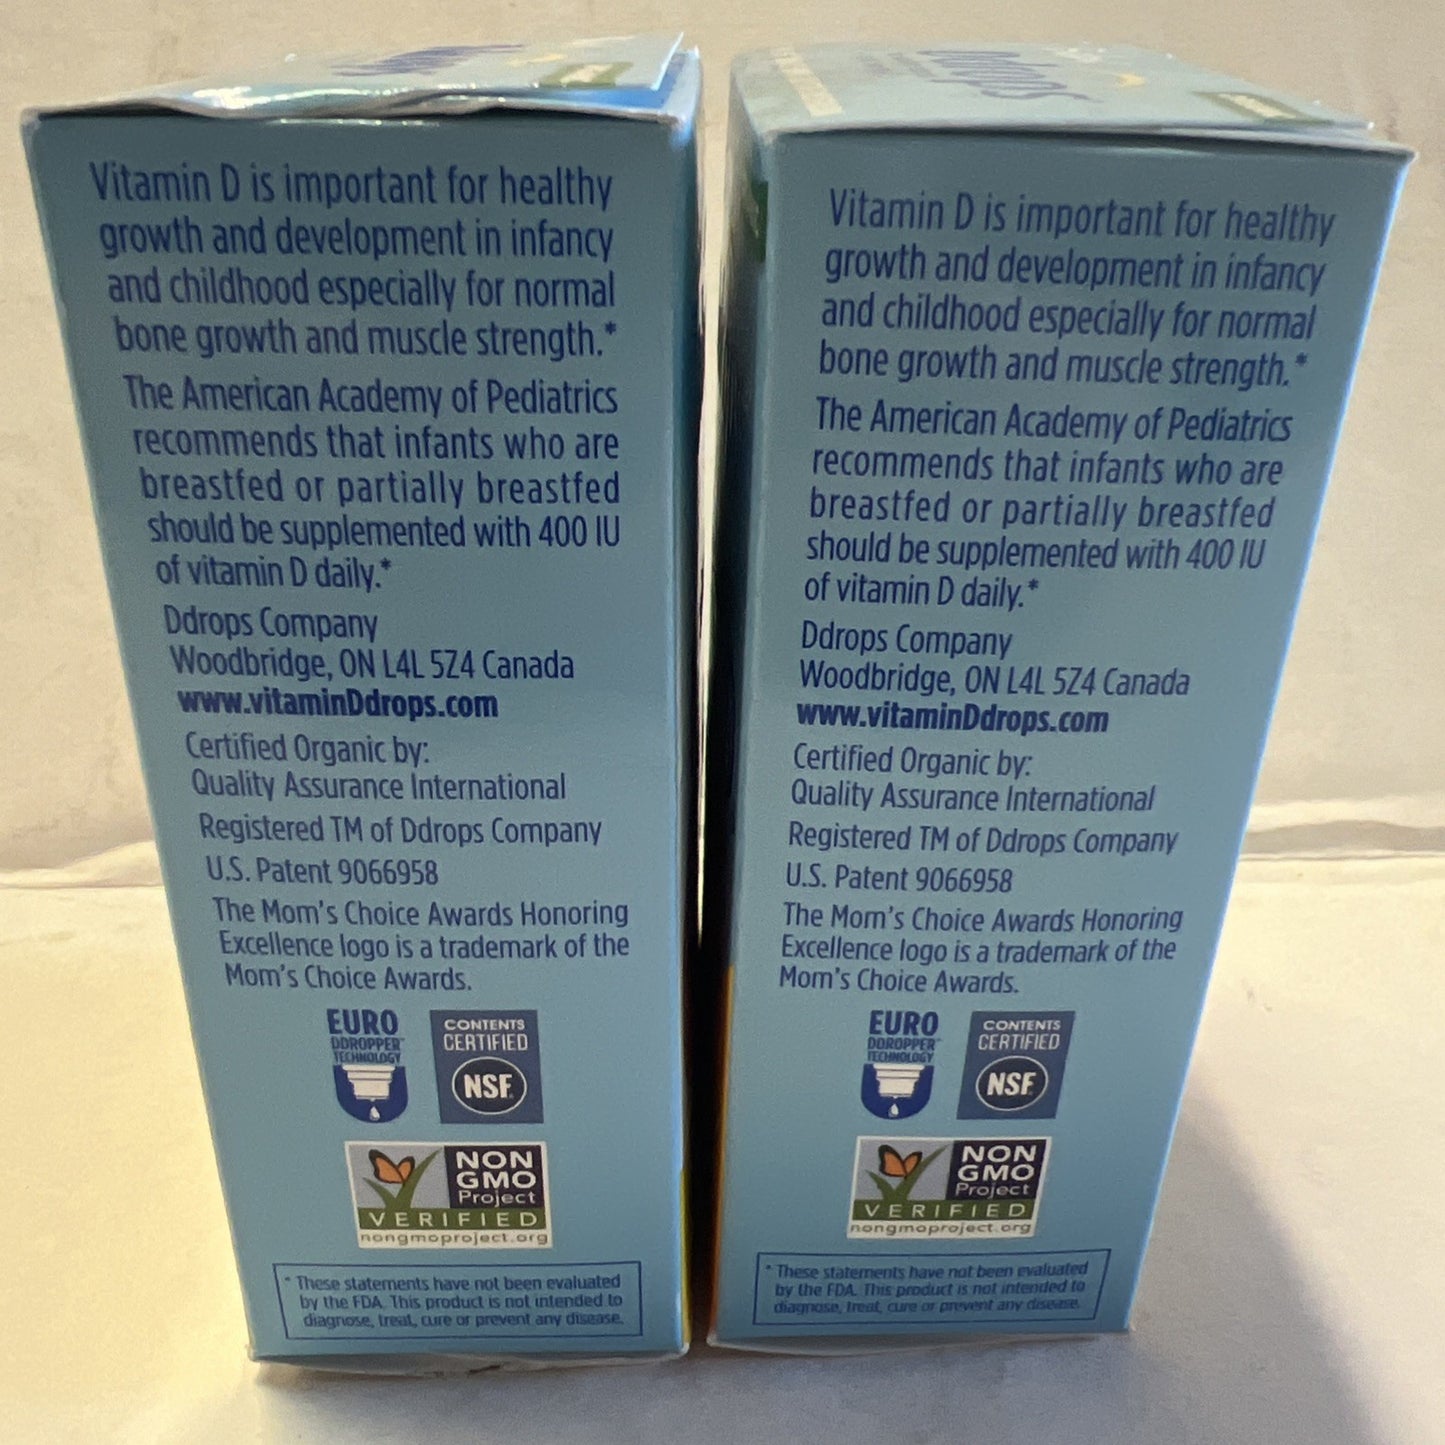 Vitamin D is important for healthy
growth and development in infancy
and childhood especially for normal
bone growth and muscle strength.*
The American Academy of Pediatrics
recommends that infants who are
breastfed or partially breastfed
should be supplemented with 400 IU
of vitamin D daily.*
Ddrops Company
Woodbridge, ON L4L 5Z4 Canada
www.vitaminDdrops.com
Certified Organic by:
Quality Assurance International
Registered TM of Ddrops Company
U.S. Patent 9066958
The Mom's Choice Awards Honoring
Excellence logo is a trademark of the
Mom's Choice Awards.
EURO
DDROPPER™
TECHNOLOGY
CONTENTS
CERTIFIED
NSF
NON
GMO
Project
VERIFIED
nongmoproject.org
* These statements have not been evaluated
by the FDA. This product is not intended to
diagnose, treat, cure or prevent any disease.
Ddrops
Vitamin D is important for healthy
growth and development in infancy
and childhood especially for normal
bone growth and muscle strength.*
The American Academy of Pediatrics
recommends that infants who are
breastfed or partially breastfed
should be supplemented with 400 IU
of vitamin D daily.*
Ddrops Company
Woodbridge, ON L4L 5Z4 Canada
www.vitaminDdrops.com
Certified Organic by:
Quality Assurance International
Registered TM of Ddrops Company
U.S. Patent 9066958
The Mom's Choice Awards Honoring
Excellence logo is a trademark of the
Mom's Choice Awards.
EURO
DDROPPER™
TECHNOLOGY
CONTENTS
CERTIFIED
NSF
NON
GMO
Project
VERIFIED
nongmoproject.org
* These statements have not been evaluated
by the FDA. This product is not intended to
diagnose, treat, cure or prevent any disease.